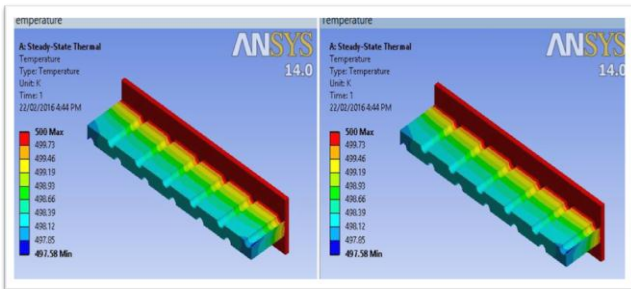 emperature
A: Steady-State Thermal
Temperature
Type: Temperature
Unit: K
Time: 1
22/02/2016 4:44 PM
ANSYS
14.0
500 Max
499.73
499.46
499.19
498.93
498.66
498.39
498.12
497.85
497.58 Min
Temperature
A: Steady-State Thermal
Temperature
Type: Temperature
Unit: K
Time: 1
22/02/2016 4:44 PM
ANSYS
14.0
500 Max
499.73
499.46
499.19
498.93
498.66
498.39
498.12
497.85
497.58 Min